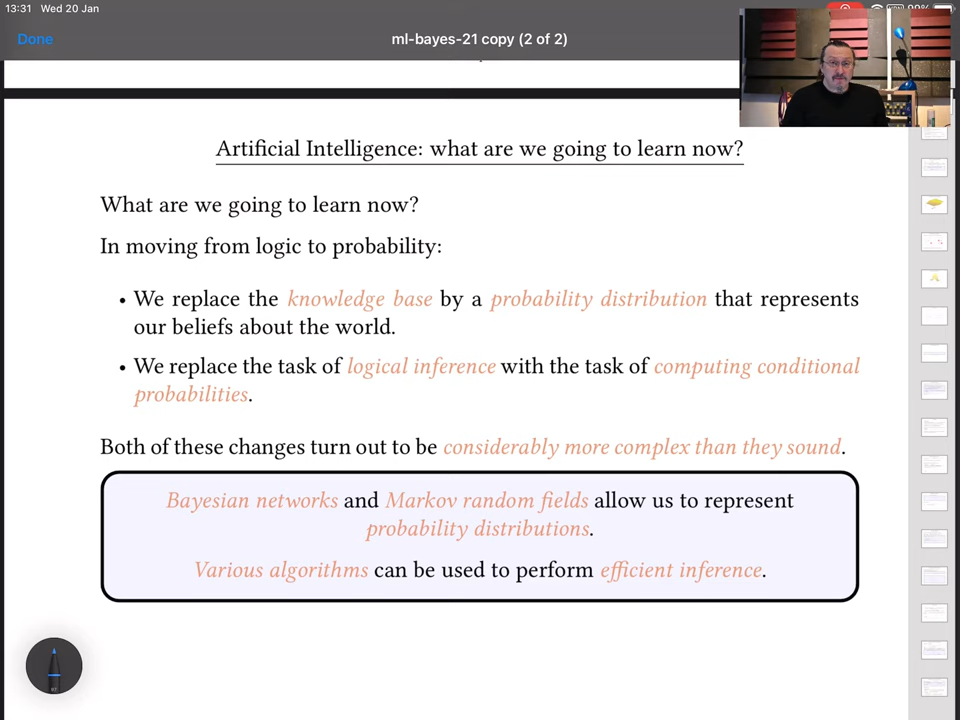 13:31 Wed 20 Jan
Done
ml-bayes-21 copy (2 of 2)
Artificial Intelligence: what are we going to learn now?
What are we going to learn now?
In moving from logic to probability:
• We replace the knowledge base by a probability distribution that represents
our beliefs about the world.
• We replace the task of logical inference with the task of computing conditional
probabilities.
Both of these changes turn out to be considerably more complex than they sound.
Bayesian networks and Markov random fields allow us to represent
probability distributions.
Various algorithms can be used to perform efficient inference.